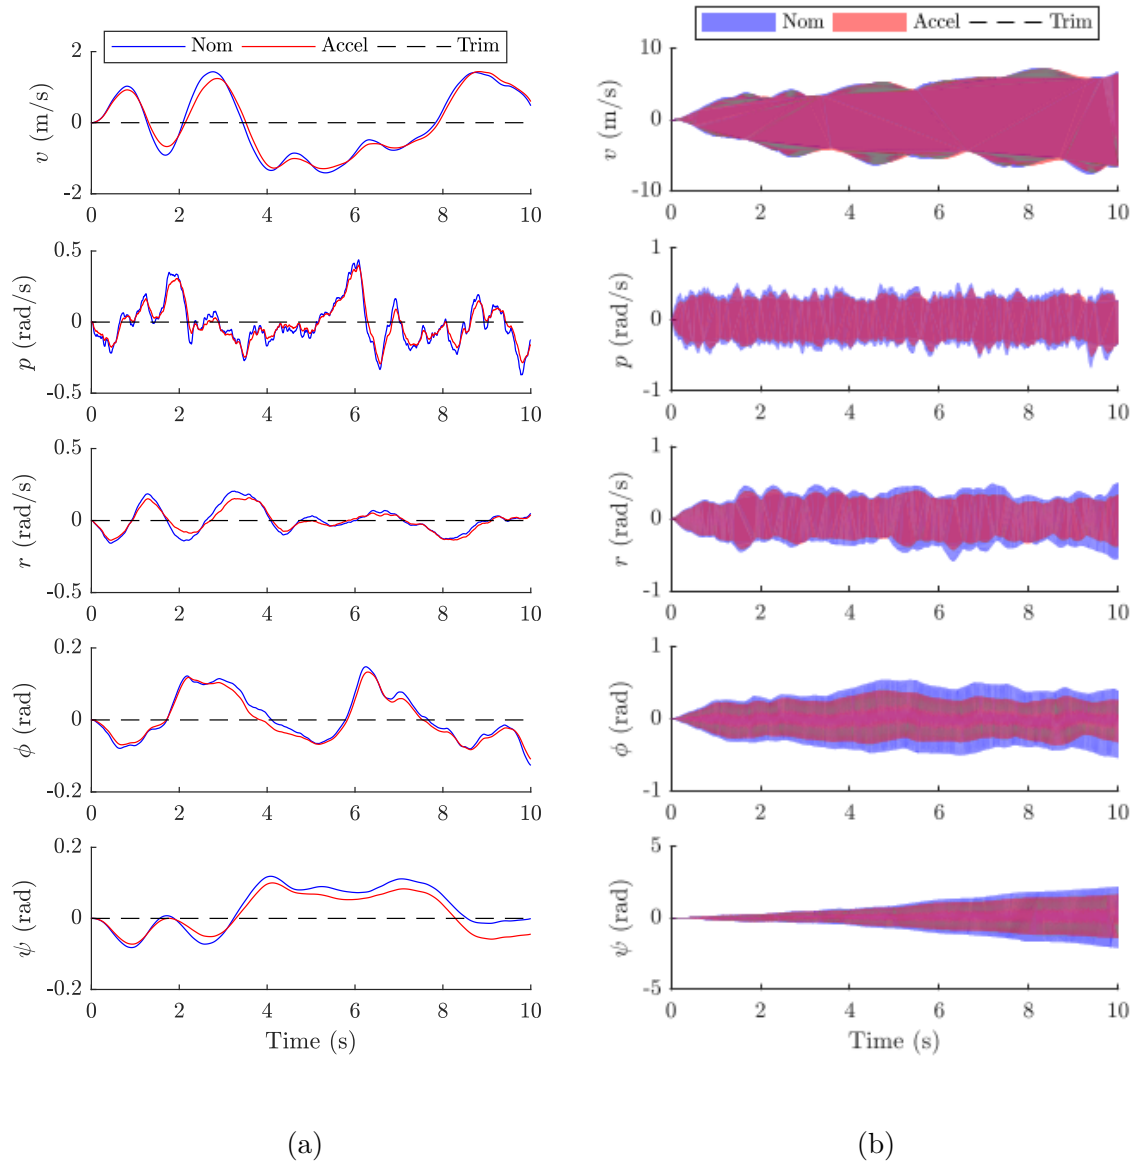 Nom Accel Trim
2
0
-2
v (m/s)
0 2 4 6 8 10
0.5
0
-0.5
p (rad/s)
0 2 4 6 8 10
0.5
0
-0.5
r (rad/s)
0 2 4 6 8 10
0.2
0
-0.2
ϕ (rad)
0 2 4 6 8 10
0.2
0
-0.2
ψ (rad)
0 2 4 6 8 10
Time (s)
(a)
Nom Accel Trim
10
0
-10
v (m/s)
0 2 4 6 8 10
1
0
-1
p (rad/s)
0 2 4 6 8 10
1
0
-1
r (rad/s)
0 2 4 6 8 10
1
0
-1
ϕ (rad)
0 2 4 6 8 10
5
0
-5
ψ (rad)
0 2 4 6 8 10
Time (s)
(b)